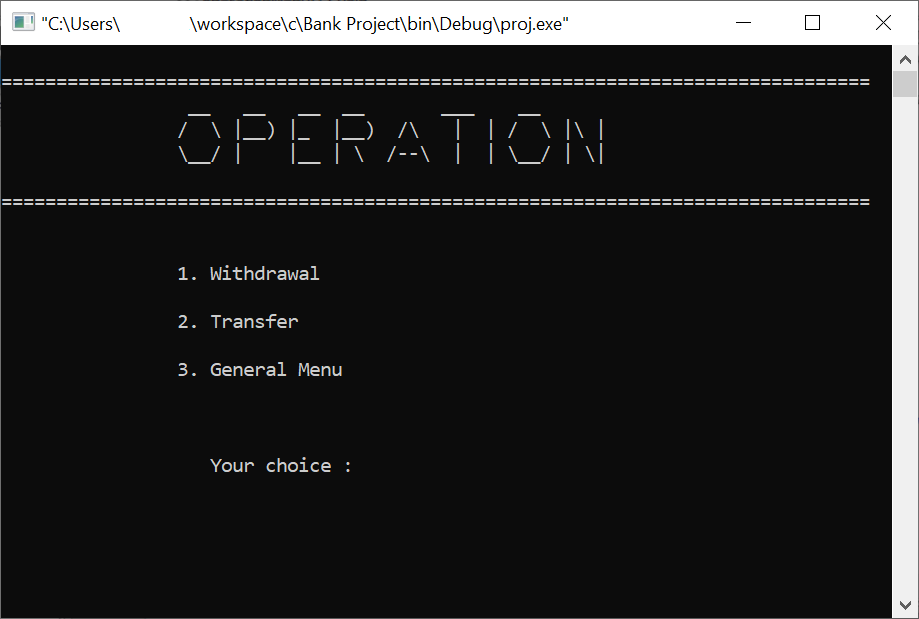 "C:\Users\ \workspace\c\Bank Project\bin\Debug\proj.exe"
===============================================================================
OPERATION
===============================================================================
1. Withdrawal
2. Transfer
3. General Menu
Your choice :